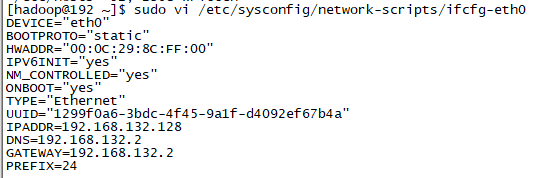 [hadoop@192 ~]$ sudo vi /etc/sysconfig/network-scripts/ifcfg-eth0
DEVICE="eth0"
BOOTPROTO="static"
HWADDR="00:0C:29:8C:FF:00"
IPV6INIT="yes"
NM_CONTROLLED="yes"
ONBOOT="yes"
TYPE="Ethernet"
UUID="1299f0a6-3bdc-4f45-9a1f-d4092ef67b4a"
IPADDR=192.168.132.128
DNS=192.168.132.2
GATEWAY=192.168.132.2
PREFIX=24